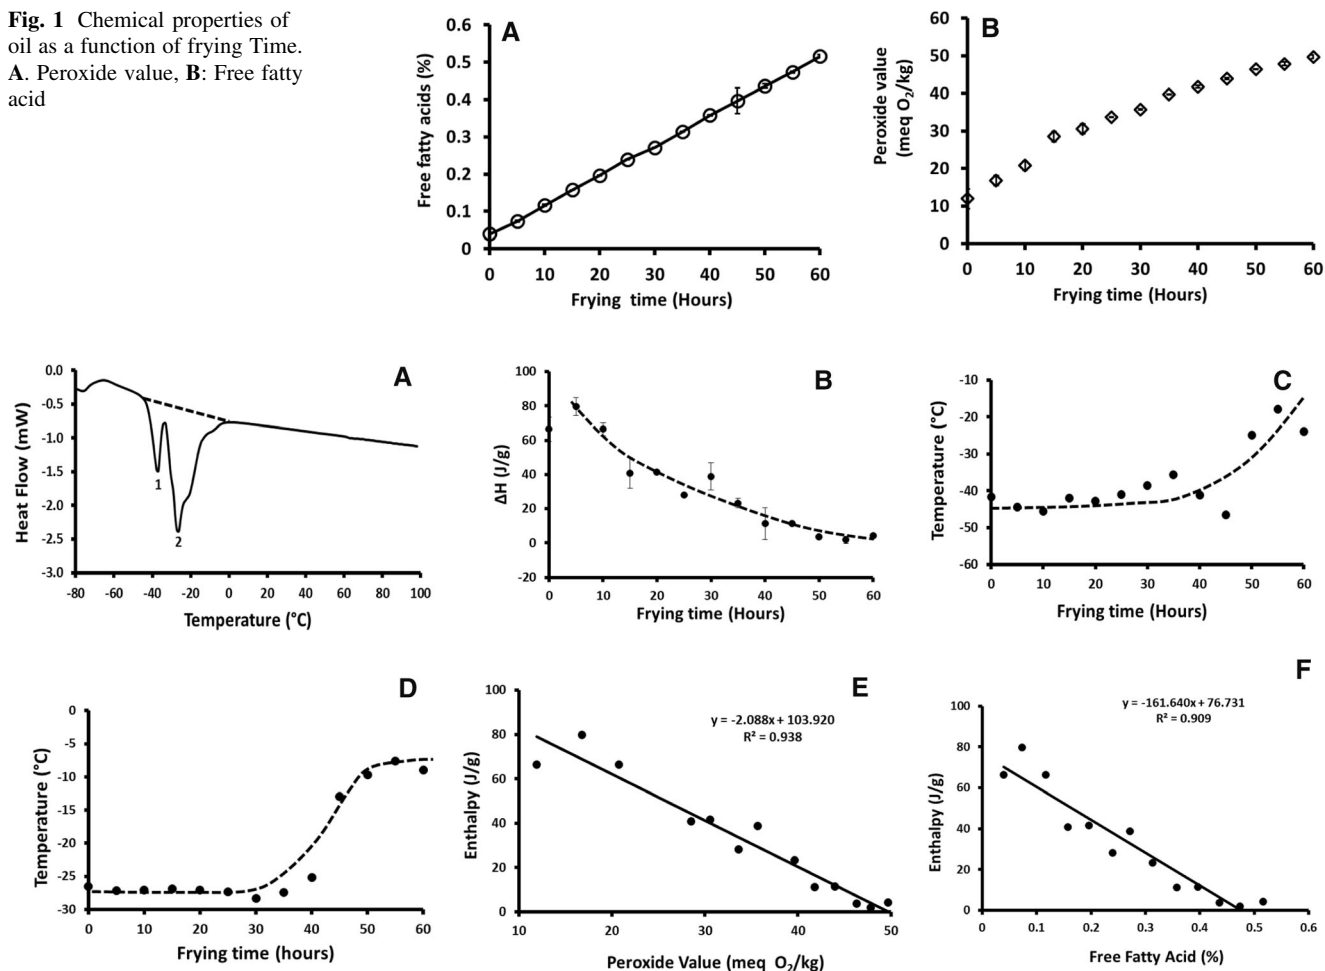 Fig. 1 Chemical properties of
oil as a function of frying Time.
A. Peroxide value, B: Free fatty
acid
A
Free fatty acids (%)
0.6
0.5
0.4
0.3
0.2
0.1
0
0 10 20 30 40 50 60
Frying time (Hours)
B
Peroxide value
(meq O₂/kg)
60
50
40
30
20
10
0
0 10 20 30 40 50 60
Frying time (Hours)
A
Heat Flow (mW)
0.0
-0.5
-1.0
-1.5
-2.0
-2.5
-3.0
1
2
-80 -60 -40 -20 0 20 40 60 80 100
Temperature (°C)
B
ΔH (J/g)
100
80
60
40
20
0
-20
0 10 20 30 40 50 60
Frying time (Hours)
C
Temperature (°C)
-10
-20
-30
-40
-50
-60
0 10 20 30 40 50 60
Frying time (Hours)
D
Temperature (°C)
0
-5
-10
-15
-20
-25
-30
0 10 20 30 40 50 60
Frying time (hours)
E
Enthalpy (J/g)
100
80
60
40
20
0
y = -2.088x + 103.920
R² = 0.938
10 20 30 40 50
Peroxide Value (meq O₂/kg)
F
Enthalpy (J/g)
100
80
60
40
20
0
y = -161.640x + 76.731
R² = 0.909
0 0.1 0.2 0.3 0.4 0.5 0.6
Free Fatty Acid (%)